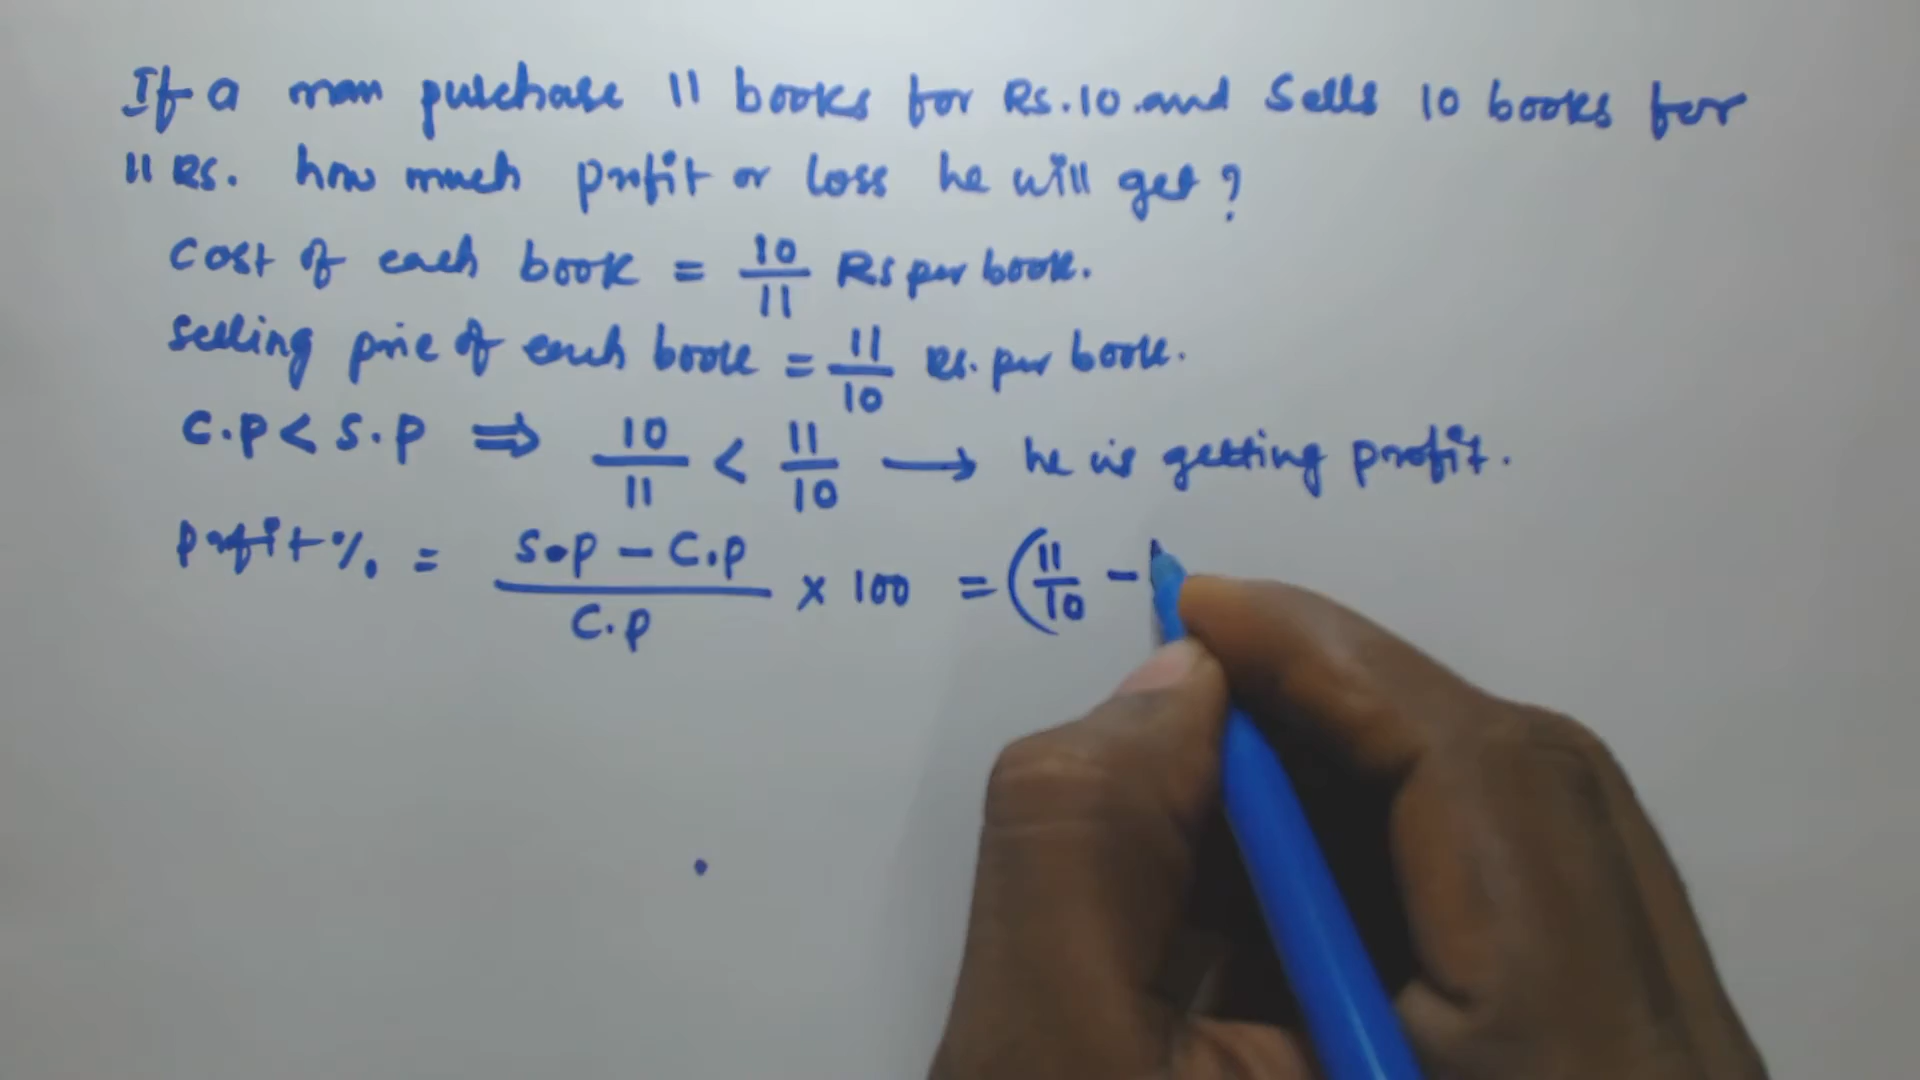 If a man purchase 11 books for Rs.10.and Sells 10 books for
11 Rs. how much profit or loss he will get?
Cost of each book = 10/11 Rs per book.
Selling price of each book = 11/10 Rs. per book.
C.P < S.P ⇒ 10/11 < 11/10 → he is getting profit.
Profit % = S.P - C.P / C.P × 100 = (11/10 -